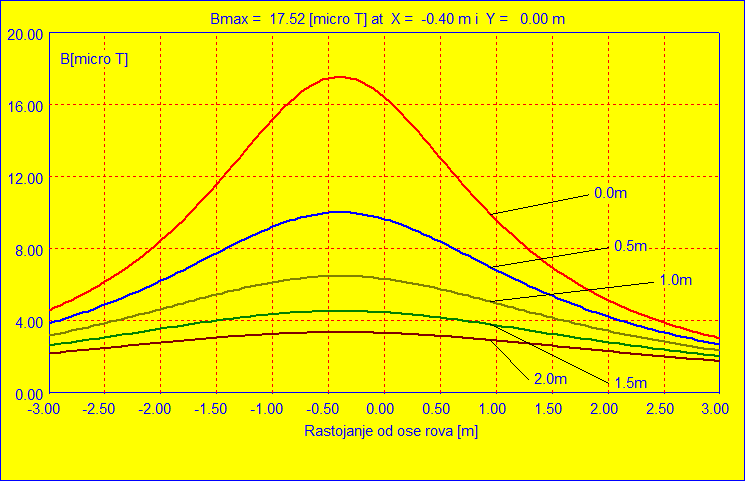 Bmax = 17.52 [micro T] at X = -0.40 m i Y = 0.00 m
20.00
B[micro T]
16.00
12.00
0.0m
8.00
0.5m
1.0m
4.00
2.0m
1.5m
0.00
-3.00 -2.50 -2.00 -1.50 -1.00 -0.50 0.00 0.50 1.00 1.50 2.00 2.50 3.00
Rastojanje od ose rova [m]